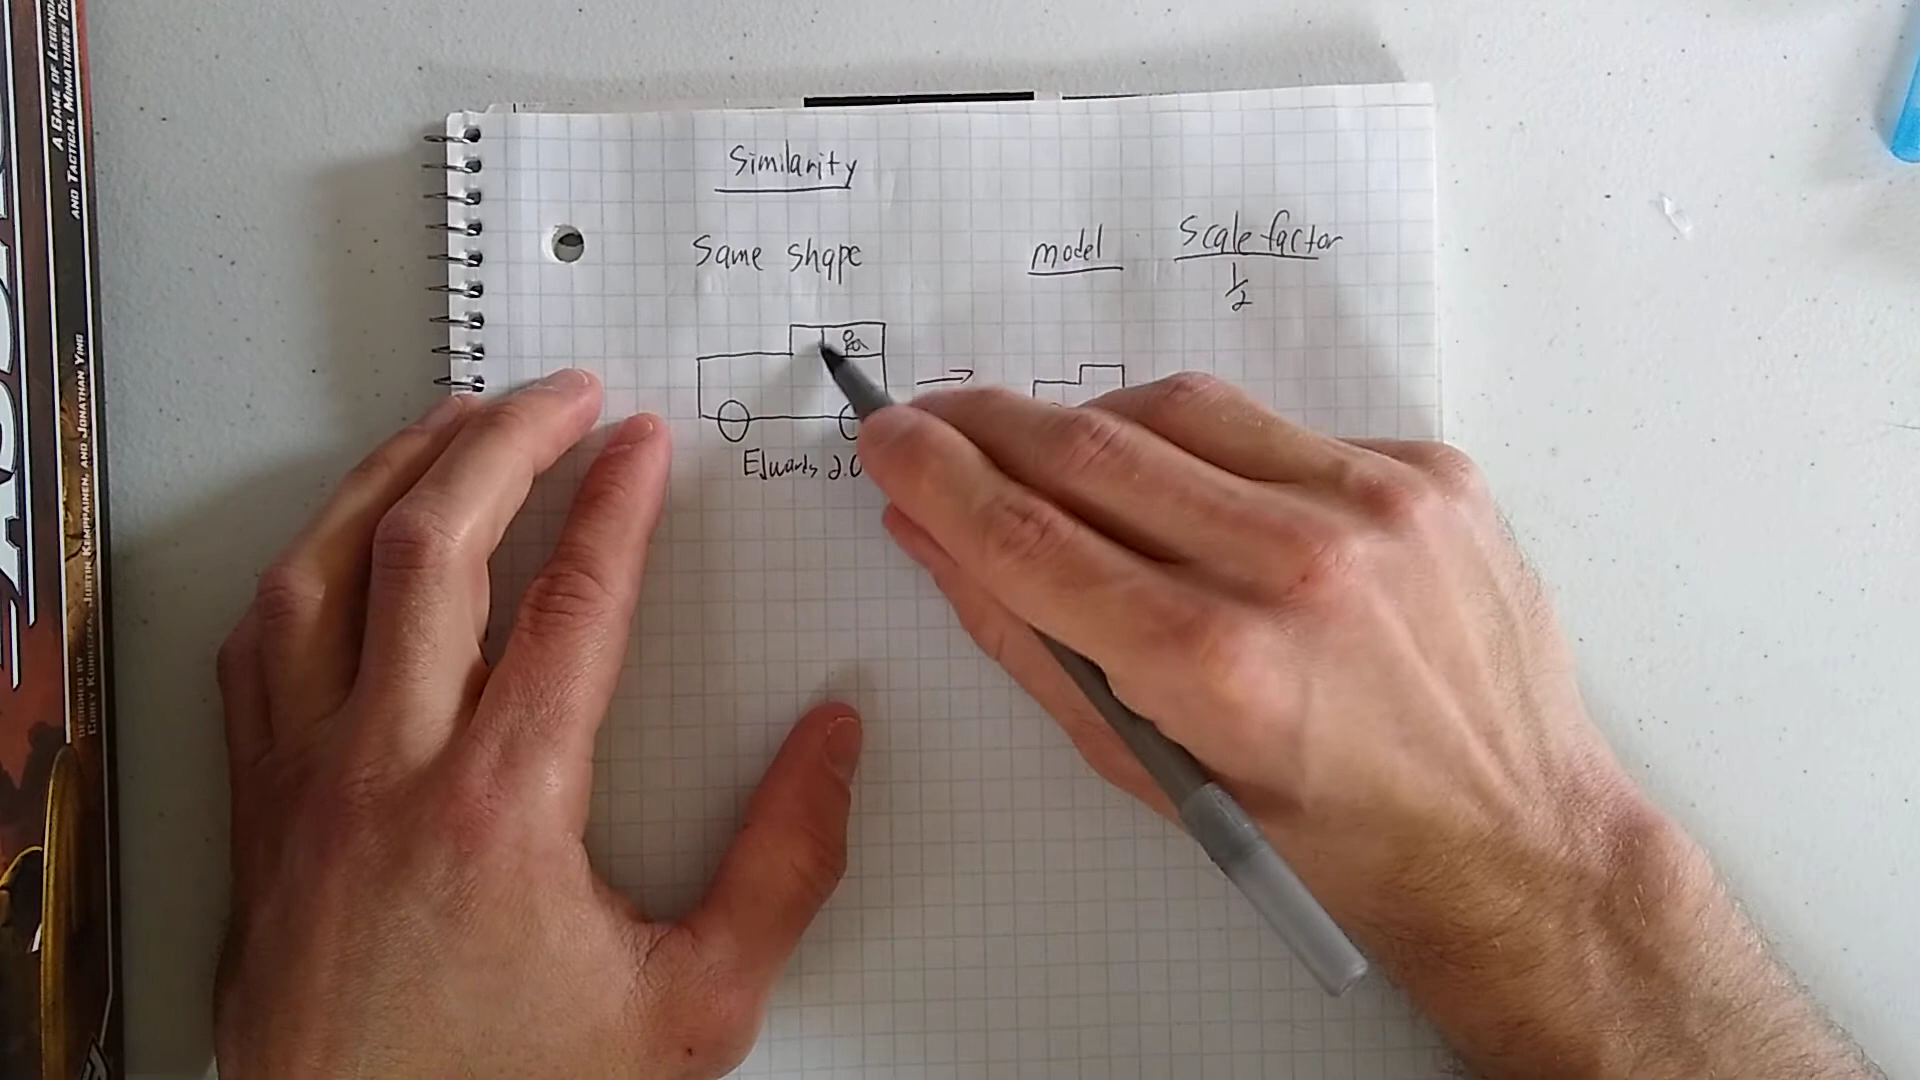 A GAME OF LEGEND
AND TACTICAL MINIATURES CO
DESIGNED BY
COREY KONIECZKA, JUSTIN KEMPPAINEN, AND JONATHAN YING
Similarity
Same shape
model
Scale factor
1/2
Edwards 2.0